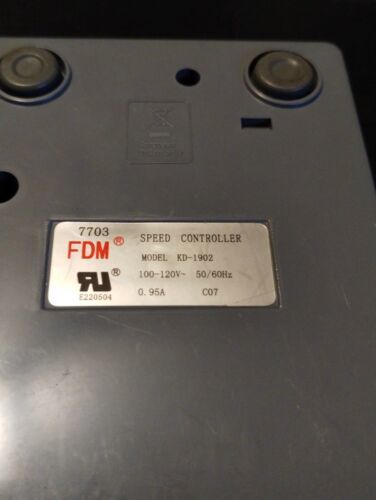 7703
FDM® SPEED CONTROLLER
MODEL KD-1902
100-120V~ 50/60Hz
E220504 0.95A C07